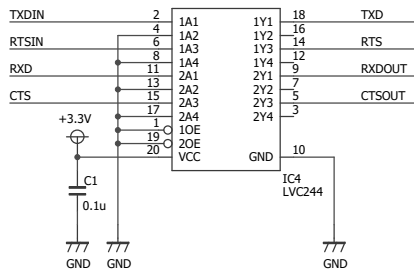 TXDIN 2 1A1 1Y1 18 TXD
4 1A2 1Y2 16
RTSIN 6 1A3 1Y3 14 RTS
8 1A4 1Y4 12
RXD 11 2A1 2Y1 9 RXDOUT
13 2A2 2Y2 7
CTS 15 2A3 2Y3 5 CTSOUT
17 2A4 2Y4 3
1 1OE
19 2OE
20 VCC GND 10
+3.3V
IC4
LVC244
C1
0.1u
GND GND GND